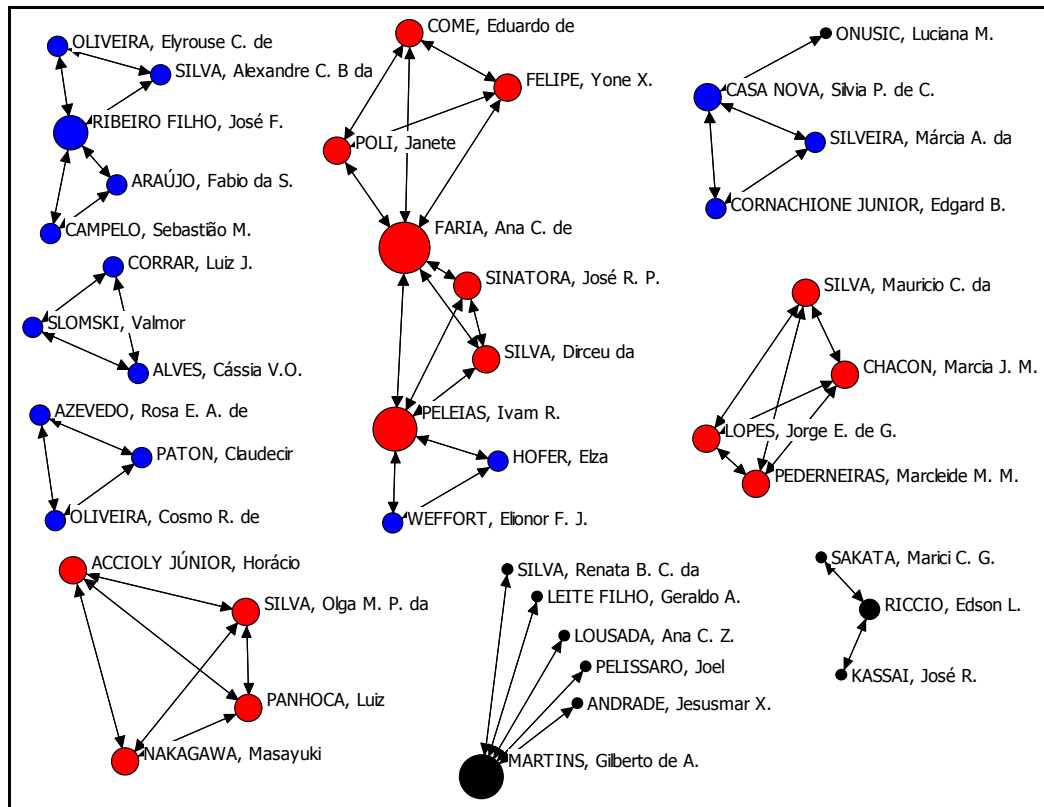 OLIVEIRA, Elyrouse C. de
SILVA, Alexandre C. B da
RIBEIRO FILHO, José F.
ARAÚJO, Fabio da S.
CAMPELO, Sebastião M.
CORRAR, Luiz J.
SLOMSKI, Valmor
ALVES, Cássia V.O.
AZEVEDO, Rosa E. A. de
PATON, Claudecir
OLIVEIRA, Cosmo R. de
COME, Eduardo de
FELIPE, Yone X.
POLI, Janete
FARIA, Ana C. de
SINATORA, José R. P.
SILVA, Dirceu da
PELEIAS, Ivam R.
HOFER, Elza
WEFFORT, Elionor F. J.
ONUSIC, Luciana M.
CASA NOVA, Silvia P. de C.
SILVEIRA, Márcia A. da
CORNACHIONE JUNIOR, Edgard B.
SILVA, Mauricio C. da
CHACON, Marcia J. M.
LOPES, Jorge E. de G.
PEDERNEIRAS, Marcleide M. M.
ACCIOLY JÚNIOR, Horácio
SILVA, Olga M. P. da
PANHOCA, Luiz
NAKAGAWA, Masayuki
SILVA, Renata B. C. da
LEITE FILHO, Geraldo A.
LOUSADA, Ana C. Z.
PELISSARO, Joel
ANDRADE, Jesusmar X.
MARTINS, Gilberto de A.
SAKATA, Marici C. G.
RICCIO, Edson L.
KASSAI, José R.